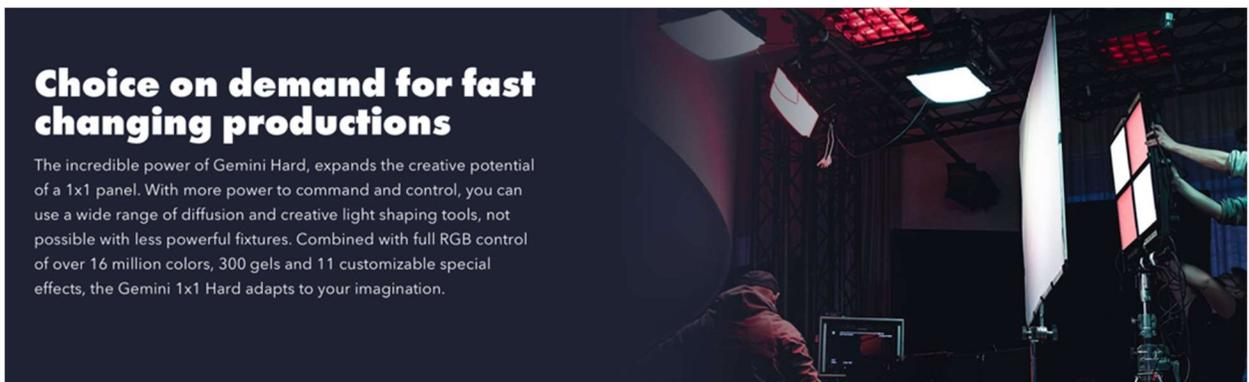 Choice on demand for fast
changing productions
The incredible power of Gemini Hard, expands the creative potential
of a 1x1 panel. With more power to command and control, you can
use a wide range of diffusion and creative light shaping tools, not
possible with less powerful fixtures. Combined with full RGB control
of over 16 million colors, 300 gels and 11 customizable special
effects, the Gemini 1x1 Hard adapts to your imagination.